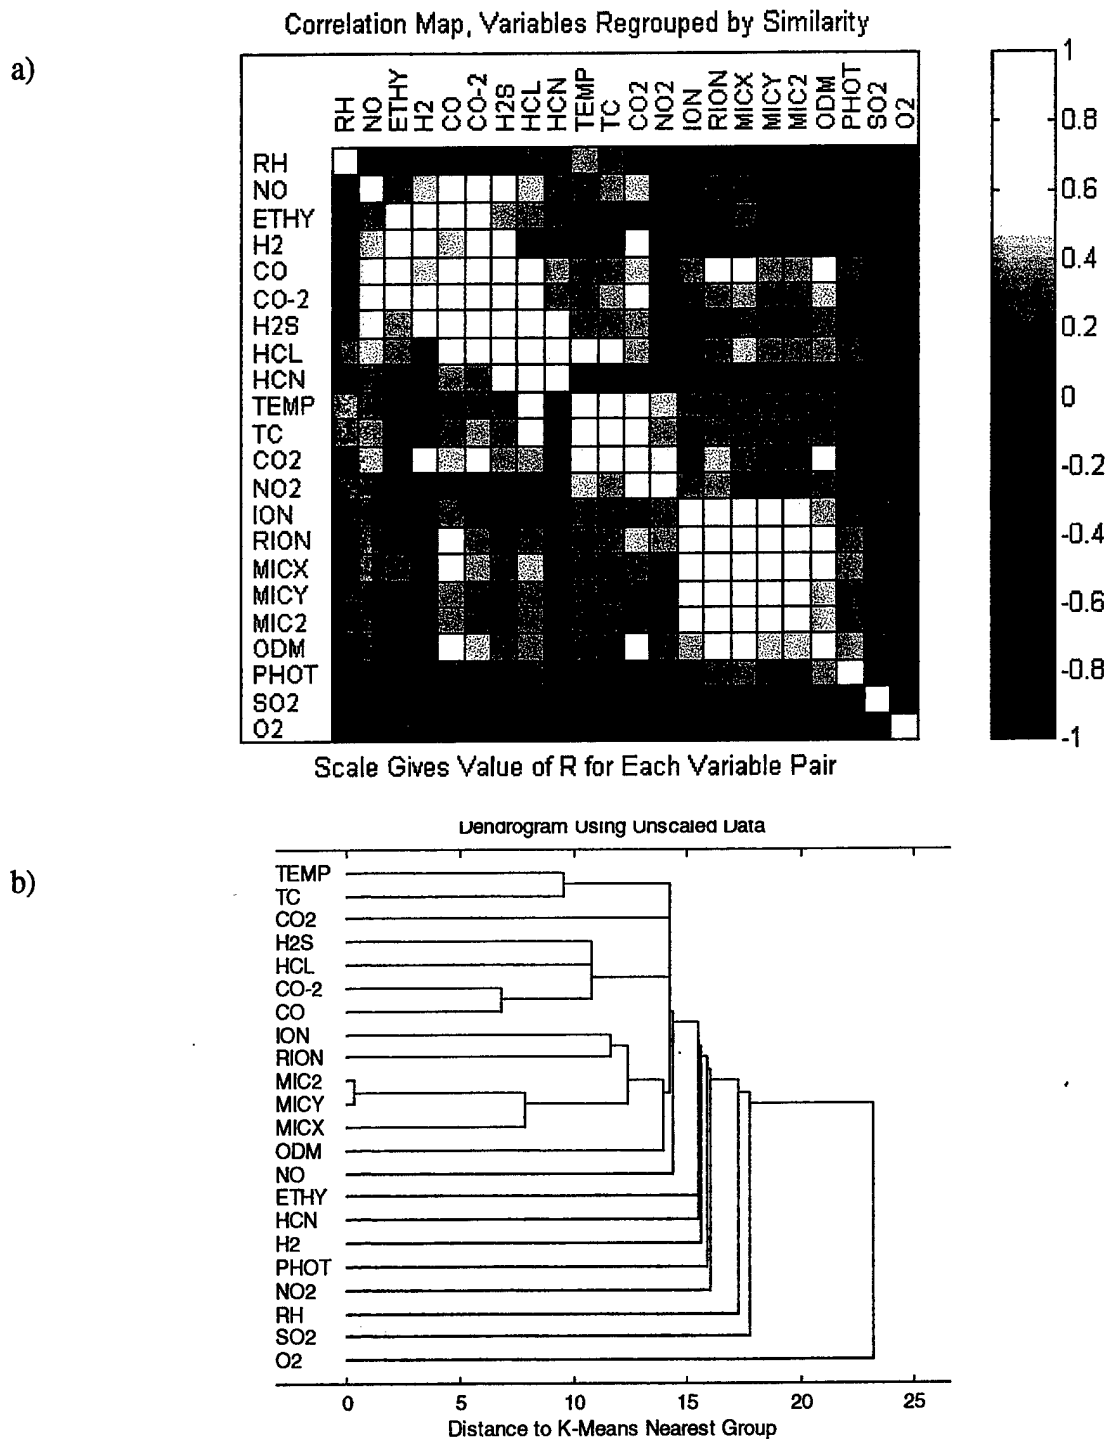 Correlation Map, Variables Regrouped by Similarity
a)
RH NO ETHY H2 CO CO-2 H2S HCL HCN TEMP TC CO2 NO2 ION RION MICX MICY MIC2 ODM PHOT SO2 O2
RH
NO
ETHY
H2
CO
CO-2
H2S
HCL
HCN
TEMP
TC
CO2
NO2
ION
RION
MICX
MICY
MIC2
ODM
PHOT
SO2
O2
1
0.8
0.6
0.4
0.2
0
-0.2
-0.4
-0.6
-0.8
-1
Scale Gives Value of R for Each Variable Pair
Dendrogram Using Unscaled Data
b)
TEMP
TC
CO2
H2S
HCL
CO-2
CO
ION
RION
MIC2
MICY
MICX
ODM
NO
ETHY
HCN
H2
PHOT
NO2
RH
SO2
O2
0 5 10 15 20 25
Distance to K-Means Nearest Group